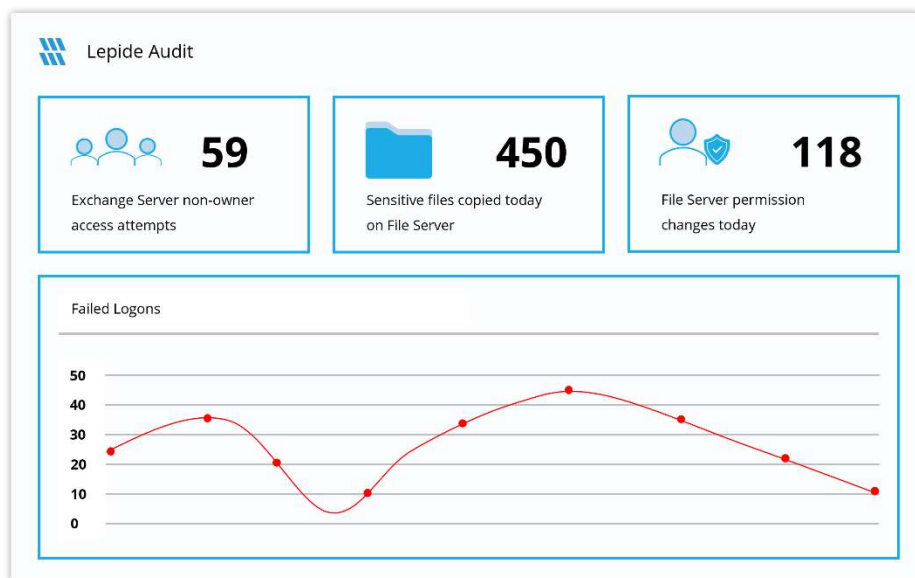 Lepide Audit
59
Exchange Server non-owner
access attempts
450
Sensitive files copied today
on File Server
118
File Server permission
changes today
Failed Logons
50
40
30
20
10
0